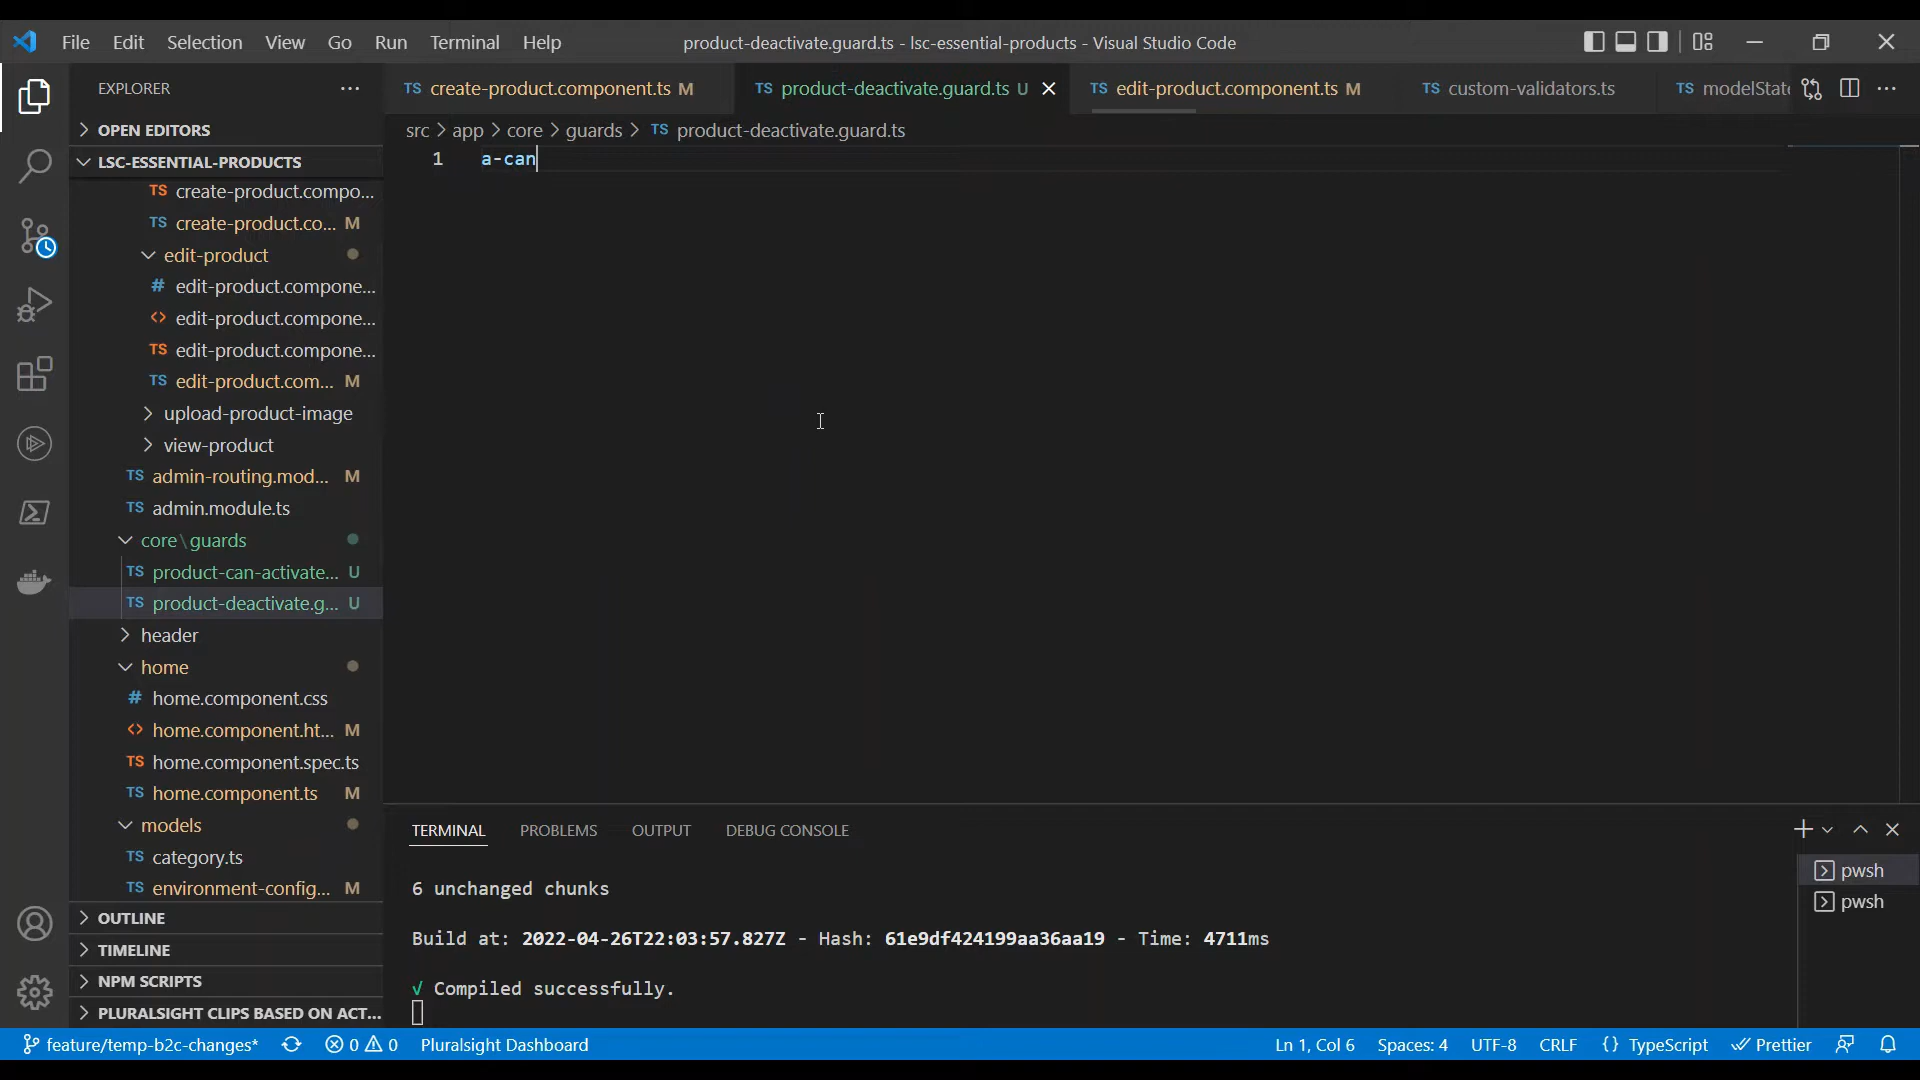 File Edit Selection View Go Run Terminal Help
product-deactivate.guard.ts - lsc-essential-products - Visual Studio Code
EXPLORER
TS create-product.component.ts M
TS product-deactivate.guard.ts U
TS edit-product.component.ts M
TS custom-validators.ts
TS modelState
OPEN EDITORS
src app core guards TS product-deactivate.guard.ts
LSC-ESSENTIAL-PRODUCTS
1 a-can
TS create-product.compo...
TS create-product.co... M
edit-product
# edit-product.compone...
<> edit-product.compone...
TS edit-product.compone...
TS edit-product.com... M
upload-product-image
view-product
TS admin-routing.mod... M
TS admin.module.ts
core\guards
TS product-can-activate... U
TS product-deactivate.g... U
header
home
# home.component.css
<> home.component.ht... M
TS home.component.spec.ts
TS home.component.ts M
models
TS category.ts
TS environment-config... M
OUTLINE
TIMELINE
NPM SCRIPTS
PLURALSIGHT CLIPS BASED ON ACT...
TERMINAL PROBLEMS OUTPUT DEBUG CONSOLE
6 unchanged chunks
Build at: 2022-04-26T22:03:57.827Z - Hash: 61e9df424199aa36aa19 - Time: 4711ms
√ Compiled successfully.
pwsh
pwsh
feature/temp-b2c-changes* 0 0 Pluralsight Dashboard
Ln 1, Col 6 Spaces: 4 UTF-8 CRLF {} TypeScript Prettier